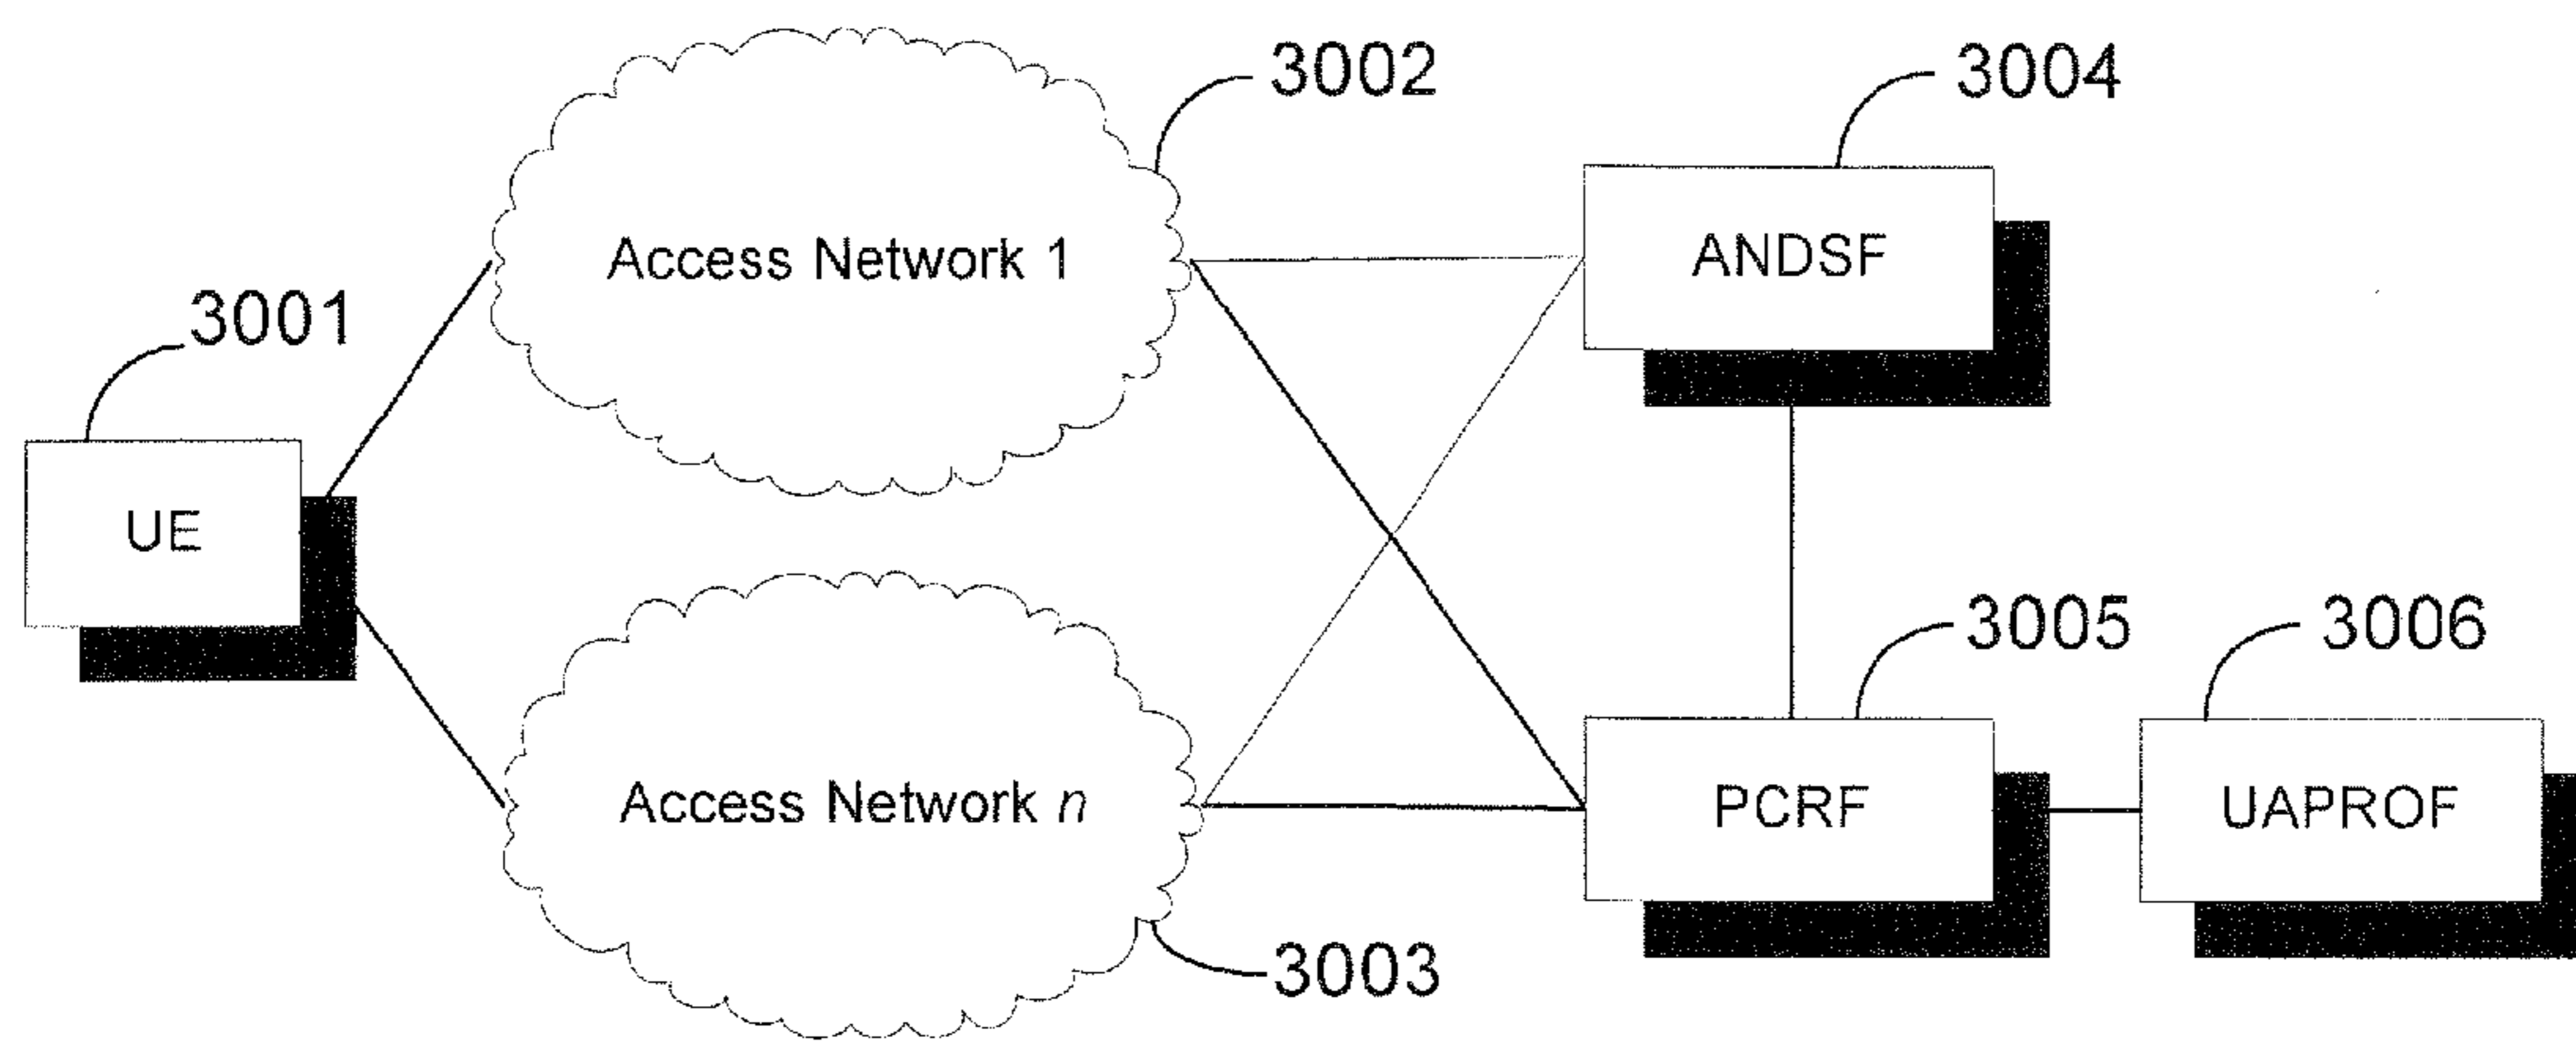 3002
3004
Access Network 1
ANDSF
3001
UE
3005
3006
Access Network n
PCRF
UAPROF
3003